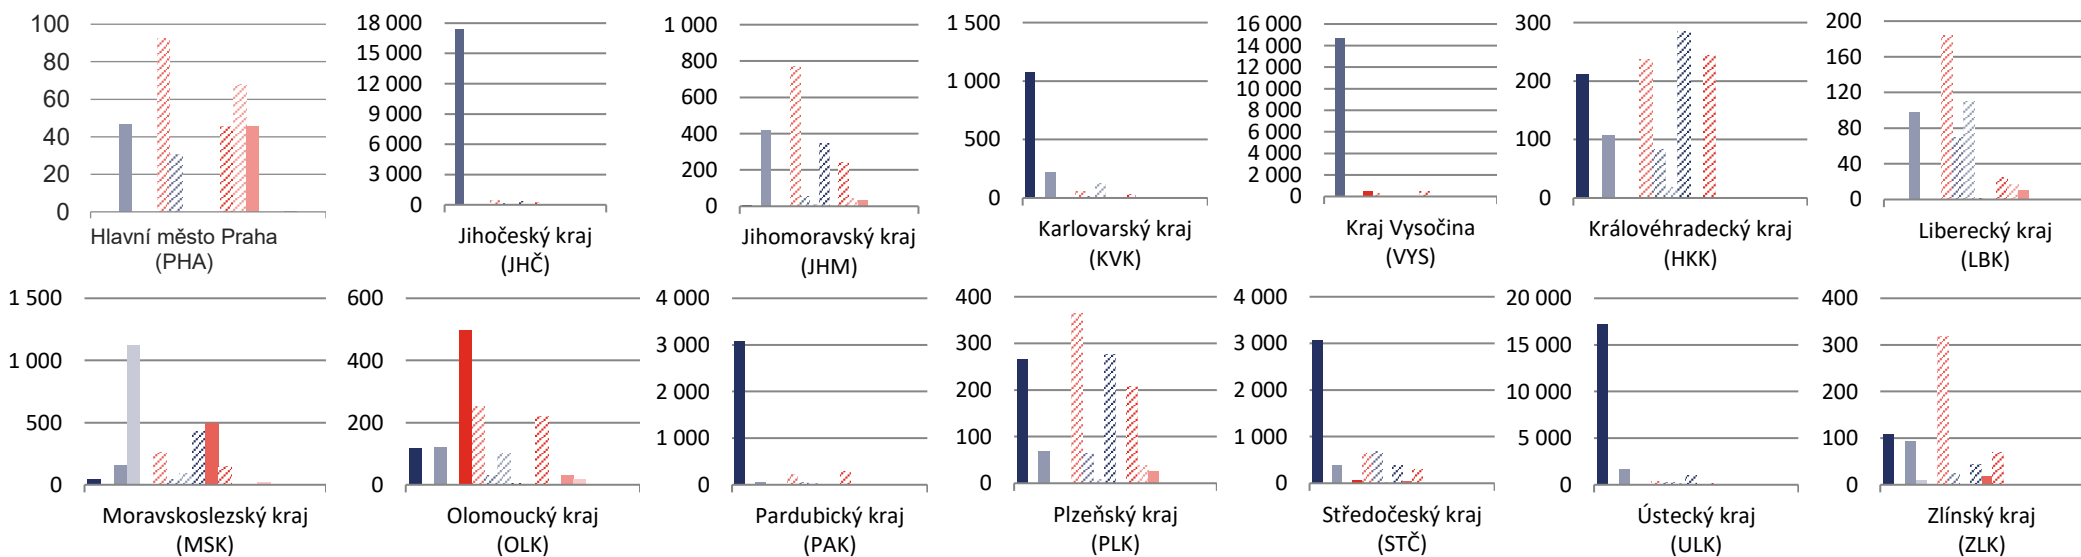 100
80
60
40
20
0
Hlavní město Praha
(PHA)
18 000
15 000
12 000
9 000
6 000
3 000
0
Jihočeský kraj
(JHČ)
1 000
800
600
400
200
0
Jihomoravský kraj
(JHM)
1 500
1 000
500
0
Karlovarský kraj
(KVK)
16 000
14 000
12 000
10 000
8 000
6 000
4 000
2 000
0
Kraj Vysočina
(VYS)
300
200
100
0
Královéhradecký kraj
(HKK)
200
160
120
80
40
0
Liberecký kraj
(LBK)
1 500
1 000
500
0
Moravskoslezský kraj
(MSK)
600
400
200
0
Olomoucký kraj
(OLK)
4 000
3 000
2 000
1 000
0
Pardubický kraj
(PAK)
400
300
200
100
0
Plzeňský kraj
(PLK)
4 000
3 000
2 000
1 000
0
Středočeský kraj
(STČ)
20 000
15 000
10 000
5 000
0
Ústecký kraj
(ULK)
400
300
200
100
0
Zlínský kraj
(ZLK)